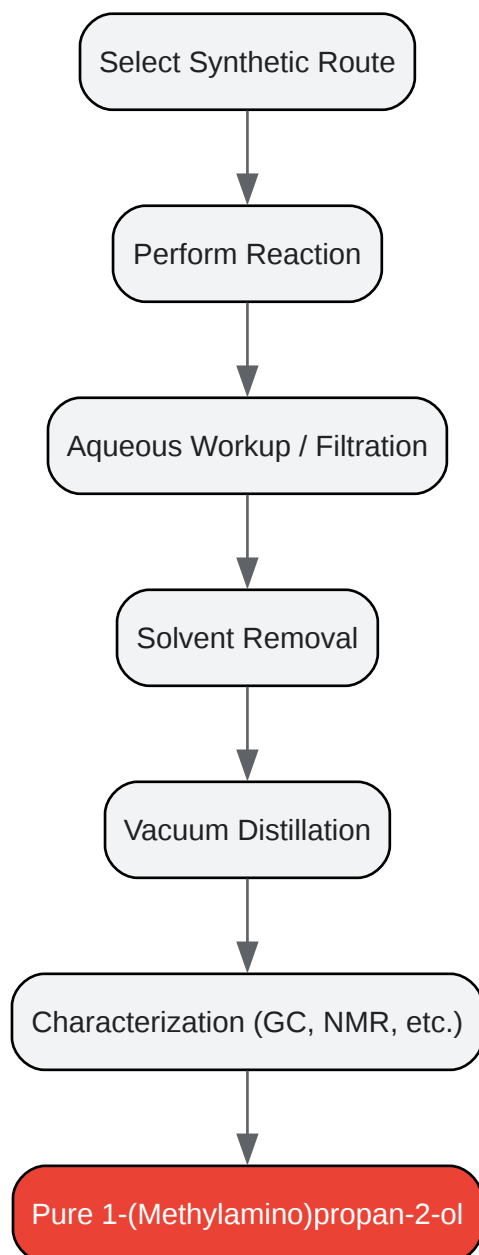 Select Synthetic Route
Perform Reaction
Aqueous Workup / Filtration
Solvent Removal
Vacuum Distillation
Characterization (GC, NMR, etc.)
Pure 1-(Methylamino)propan-2-ol